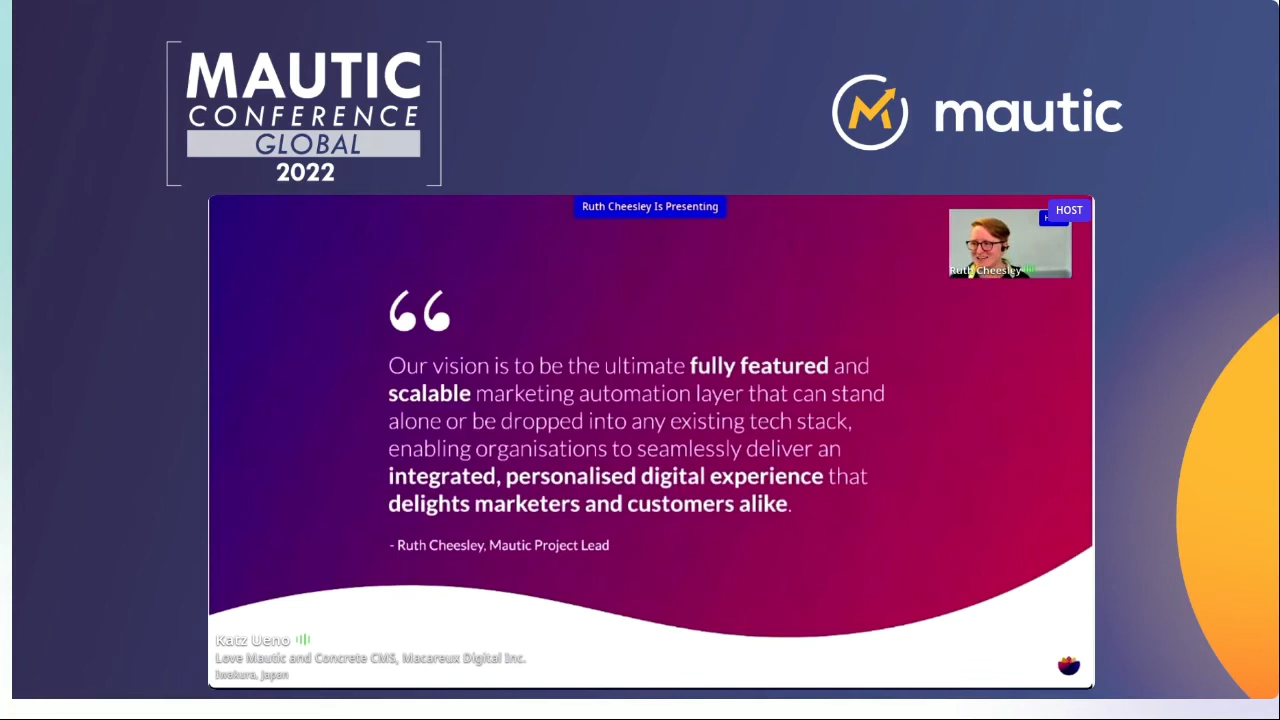 MAUTIC
CONFERENCE
GLOBAL
2022
mautic
Ruth Cheesley Is Presenting
HOST
Ruth Cheesley
“
Our vision is to be the ultimate fully featured and
scalable marketing automation layer that can stand
alone or be dropped into any existing tech stack,
enabling organisations to seamlessly deliver an
integrated, personalised digital experience that
delights marketers and customers alike.
- Ruth Cheesley, Mautic Project Lead
Katz Ueno
Love Mautic and Concrete CMS, Macareux Digital Inc.
Iwakura, Japan